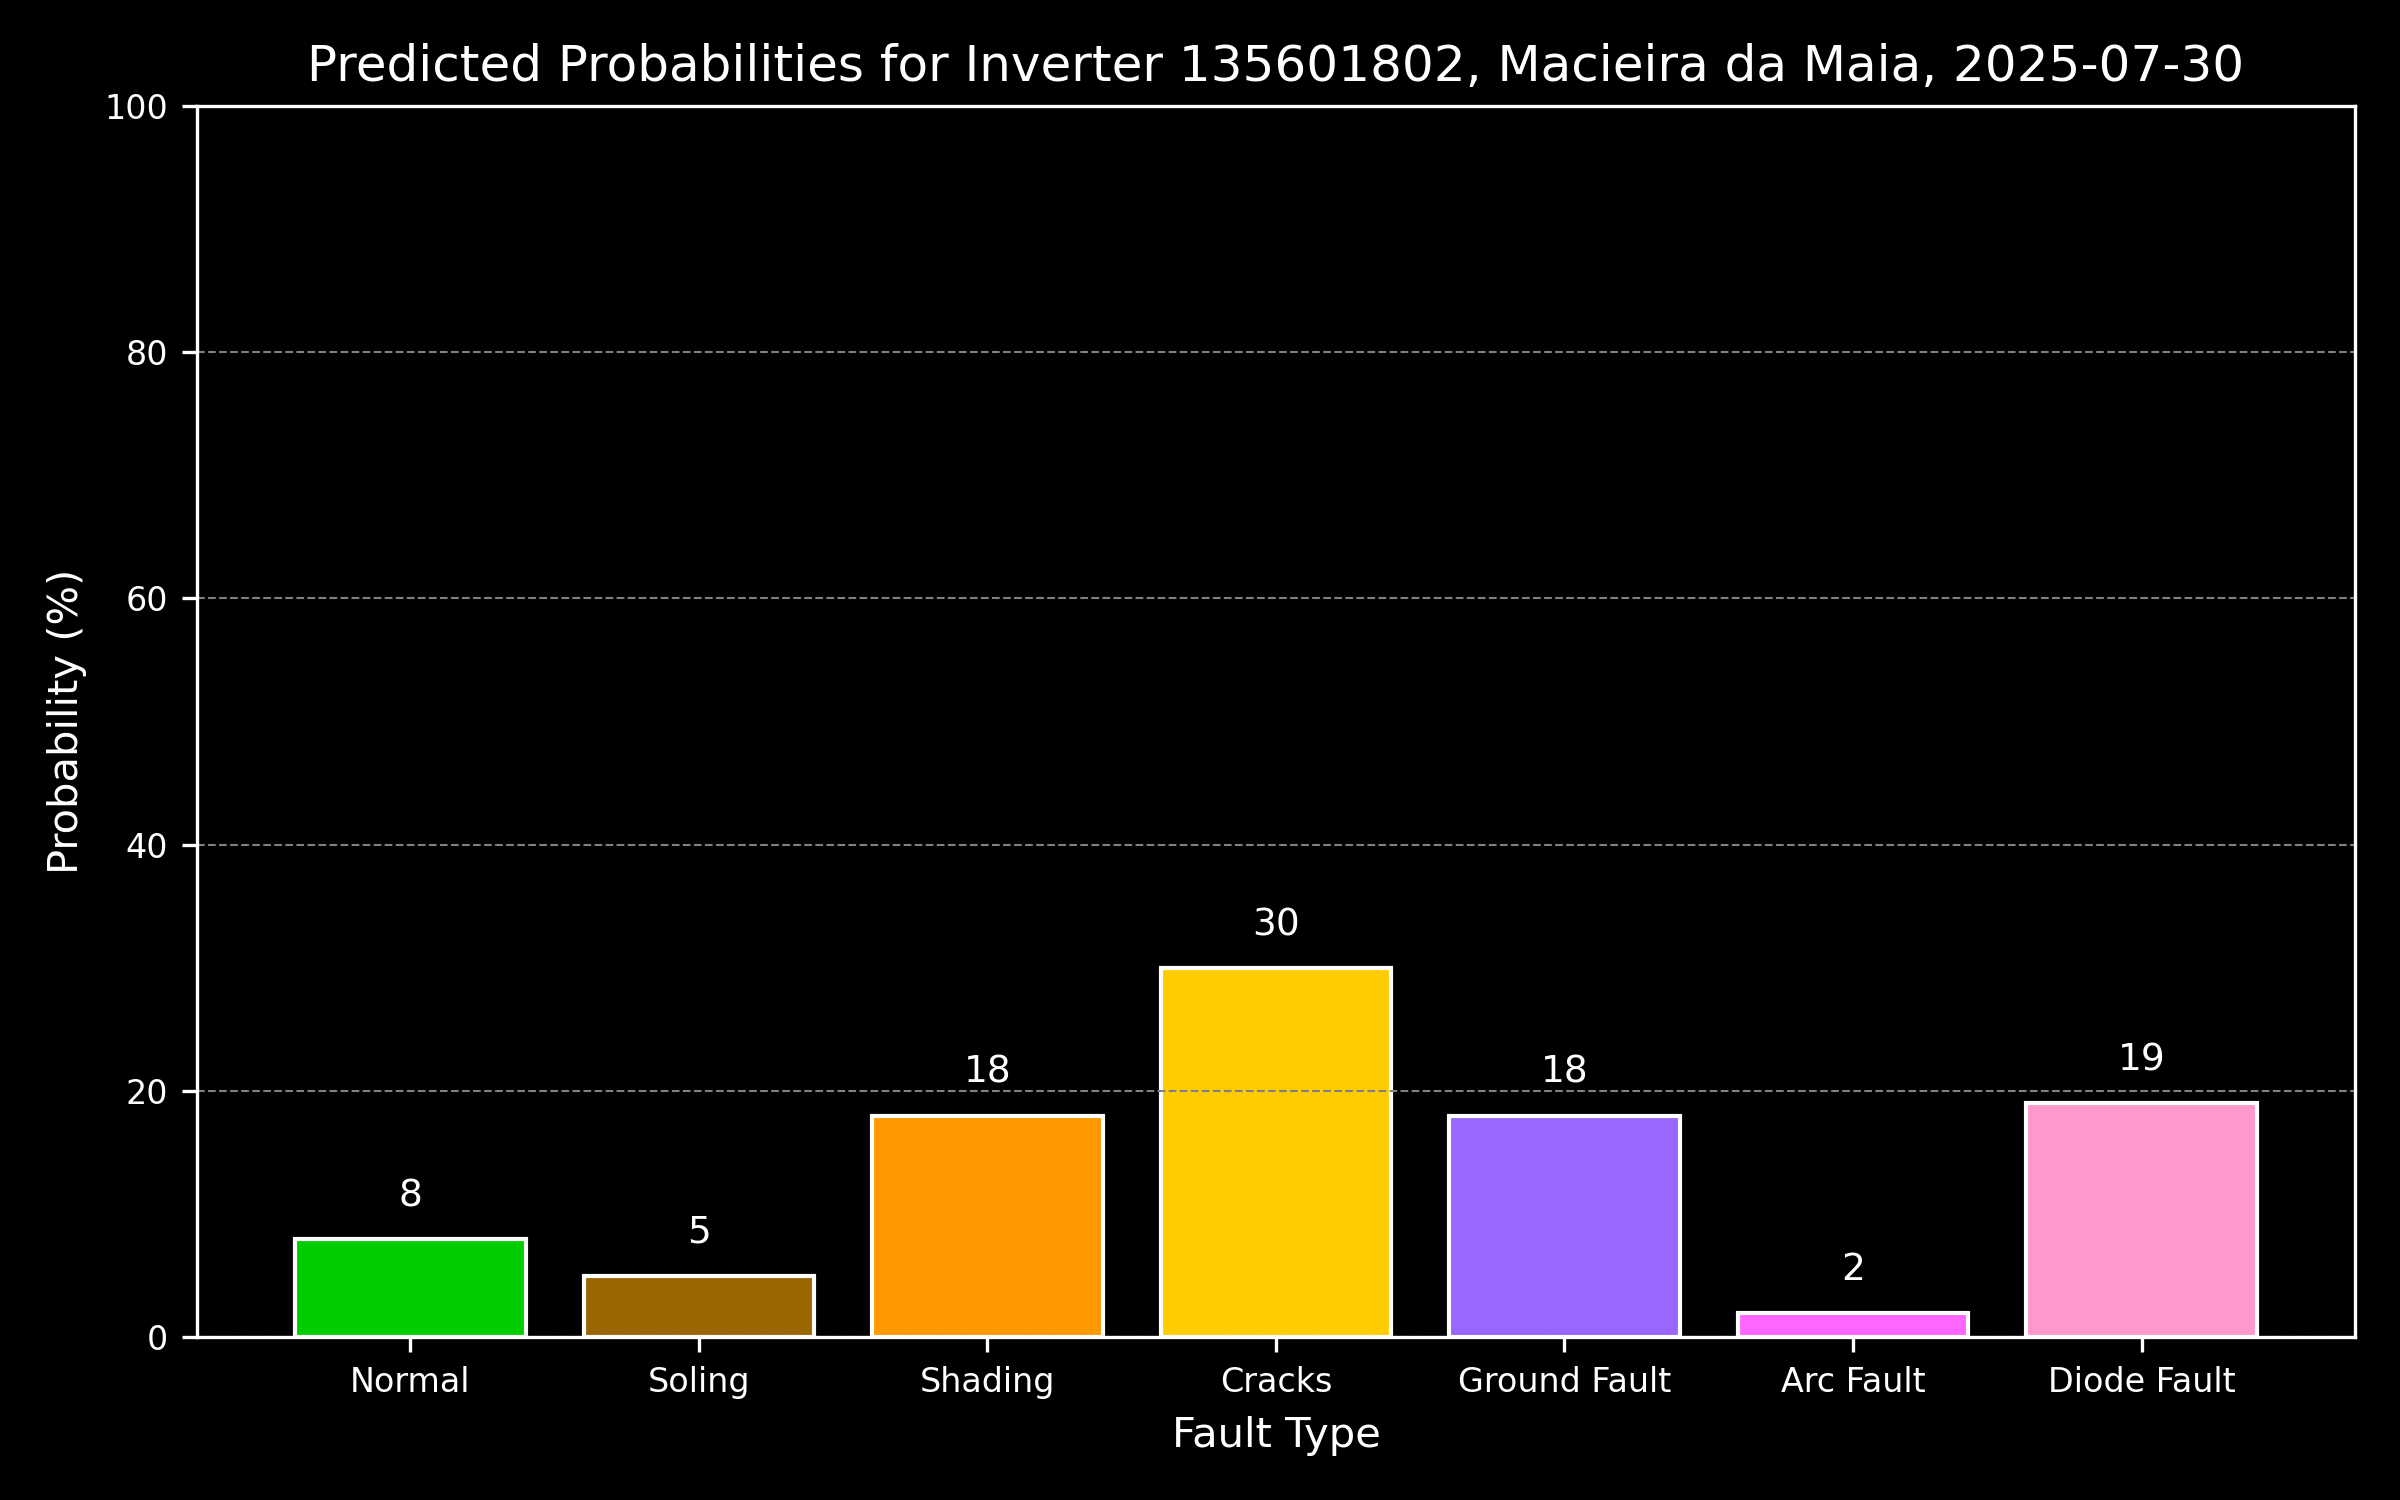 Predicted Probabilities for Inverter 135601802, Macieira da Maia, 2025-07-30
100
80
60
40
20
0
Probability (%)
8
5
18
30
18
2
19
Normal
Soling
Shading
Cracks
Ground Fault
Arc Fault
Diode Fault
Fault Type